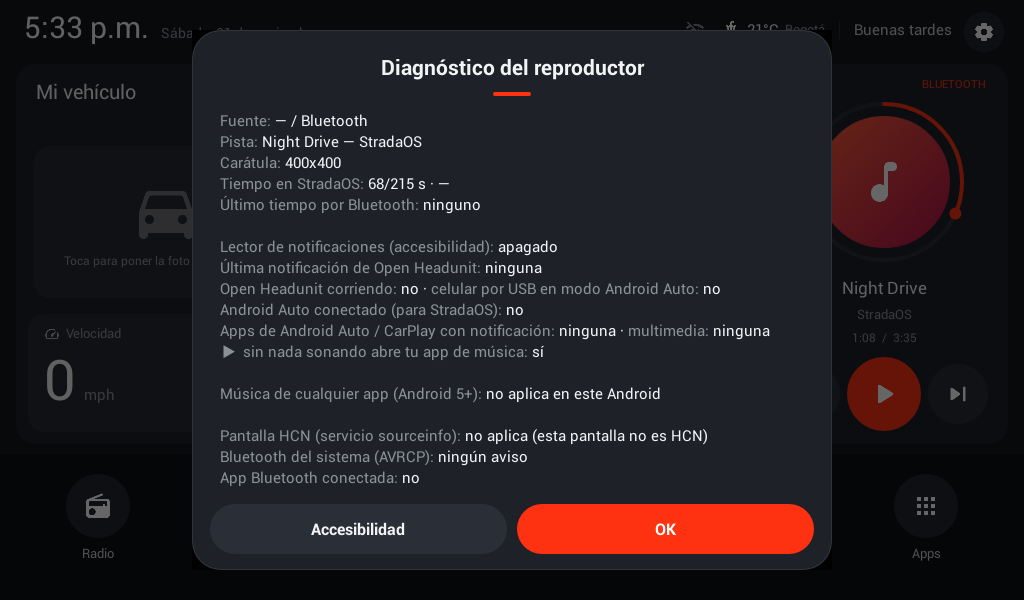 5:33 p.m.
21°C
Bogotá
Buenas tardes
Mi vehículo
BLUETOOTH
Diagnóstico del reproductor
Fuente: — / Bluetooth
Pista: Night Drive — StradaOS
Carátula: 400x400
Tiempo en StradaOS: 68/215 s · —
Último tiempo por Bluetooth: ninguno
Lector de notificaciones (accesibilidad): apagado
Última notificación de Open Headunit: ninguna
Open Headunit corriendo: no · celular por USB en modo Android Auto: no
Android Auto conectado (para StradaOS): no
Apps de Android Auto / CarPlay con notificación: ninguna · multimedia: ninguna
▶ sin nada sonando abre tu app de música: sí
Música de cualquier app (Android 5+): no aplica en este Android
Pantalla HCN (servicio sourceinfo): no aplica (esta pantalla no es HCN)
Bluetooth del sistema (AVRCP): ningún aviso
App Bluetooth conectada: no
Accesibilidad
OK
Toca para poner la foto
Velocidad
0 mph
Night Drive
StradaOS
1:08 / 3:35
Radio
Apps